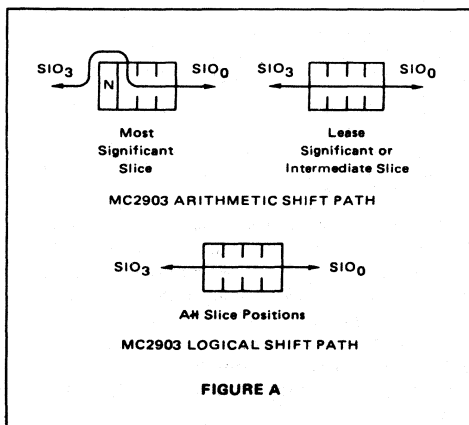 SIO3 SIO0 SIO3 SIO0
N
Most Lease
Significant Significant or
Slice Intermediate Slice
MC2903 ARITHMETIC SHIFT PATH
SIO3 SIO0
All Slice Positions
MC2903 LOGICAL SHIFT PATH
FIGURE A